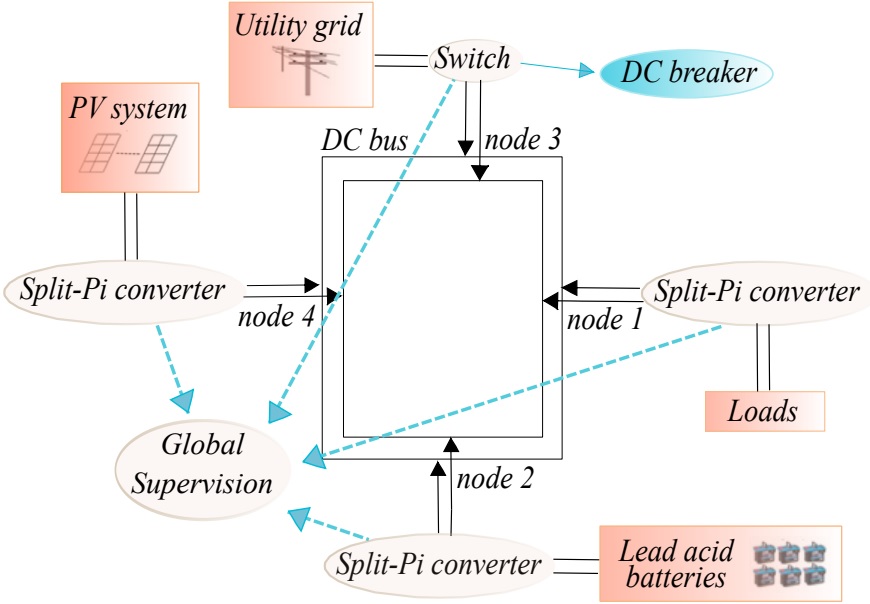 Utility grid
Switch
DC breaker
PV system
DC bus
node 3
Split-Pi converter
node 4
Split-Pi converter
node 1
Loads
Global
Supervision
node 2
Split-Pi converter
Lead acid
batteries